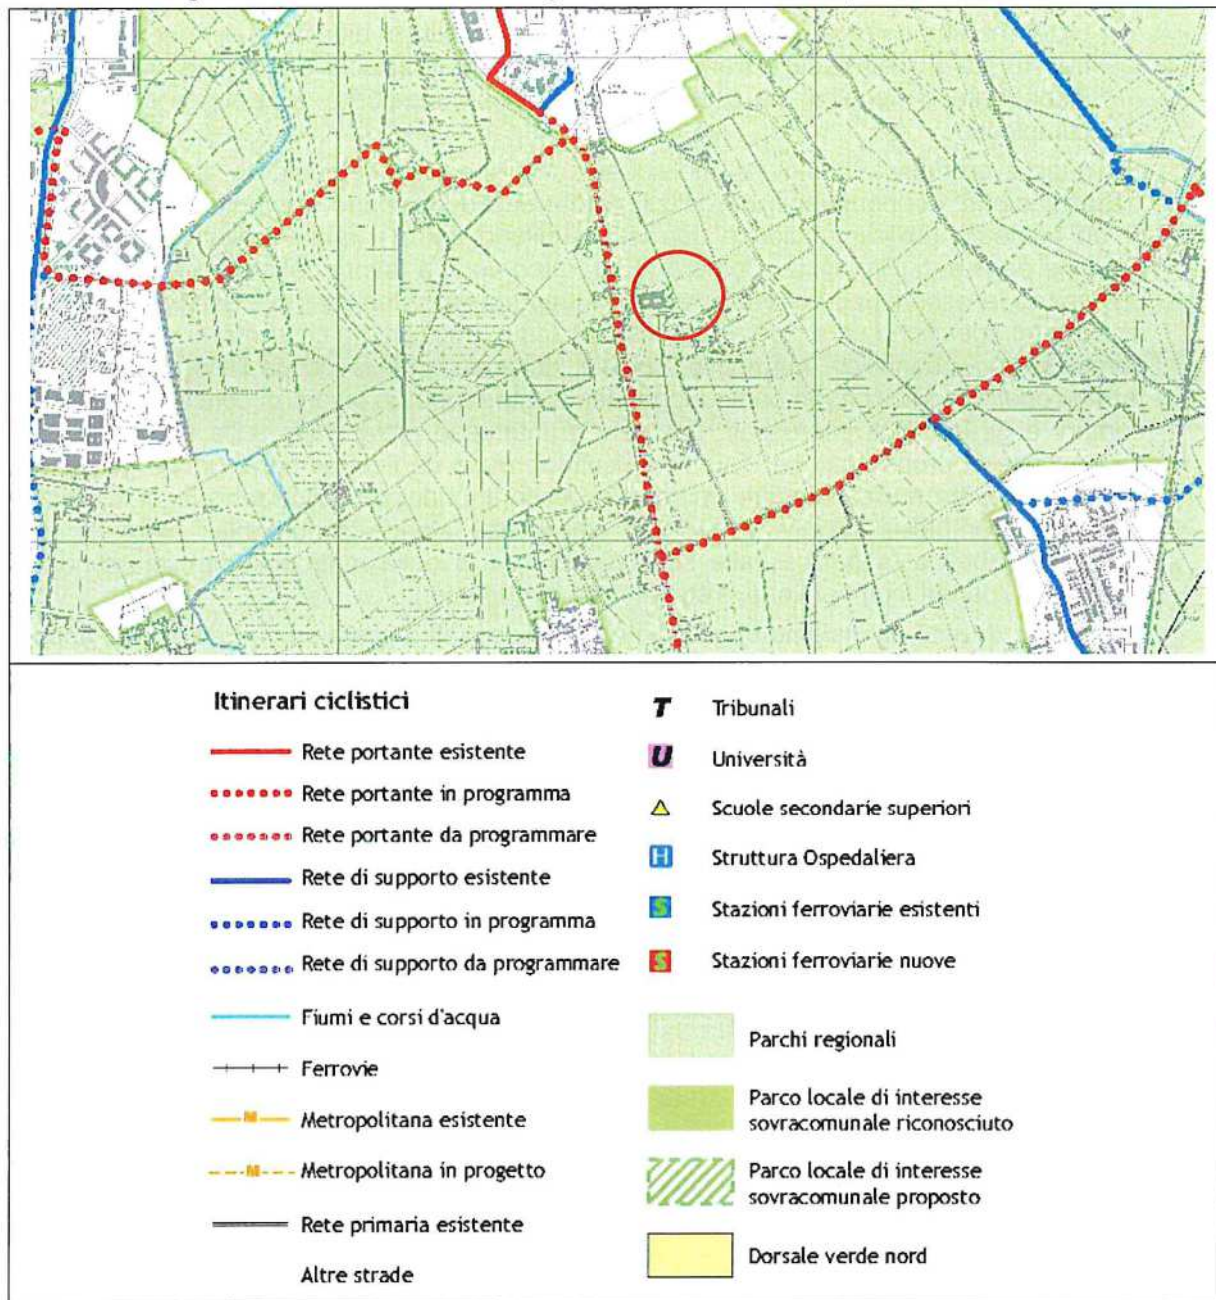 Itinerari ciclistici
Rete portante esistente
Rete portante in programma
Rete portante da programmare
Rete di supporto esistente
Rete di supporto in programma
Rete di supporto da programmare
Fiumi e corsi d'acqua
Ferrovie
M Metropolitana esistente
M Metropolitana in progetto
Rete primaria esistente
Altre strade
T Tribunali
U Università
Scuole secondarie superiori
H Struttura Ospedaliera
S Stazioni ferroviarie esistenti
S Stazioni ferroviarie nuove
Parchi regionali
Parco locale di interesse
sovracomunale riconosciuto
Parco locale di interesse
sovracomunale proposto
Dorsale verde nord